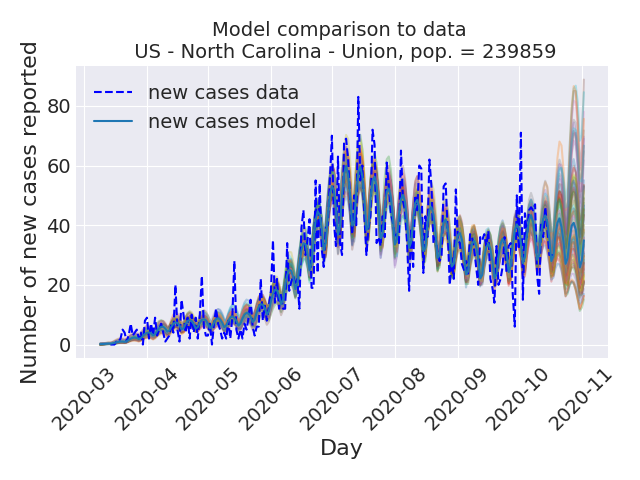 Model comparison to data
US - North Carolina - Union, pop. = 239859
Number of new cases reported
new cases data
new cases model
80
60
40
20
0
2020-03
2020-04
2020-05
2020-06
2020-07
2020-08
2020-09
2020-10
2020-11
Day